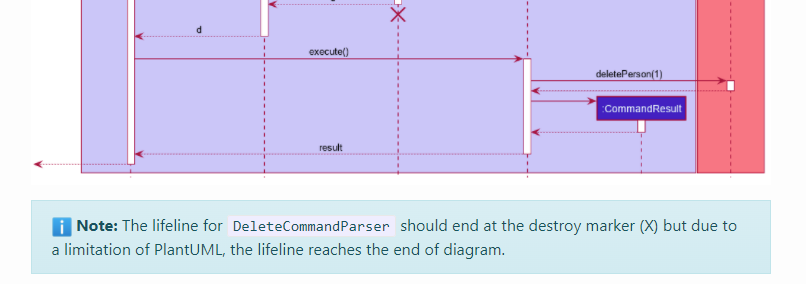 d
execute()
deletePerson(1)
:CommandResult
result
i Note: The lifeline for DeleteCommandParser should end at the destroy marker (X) but due to
a limitation of PlantUML, the lifeline reaches the end of diagram.